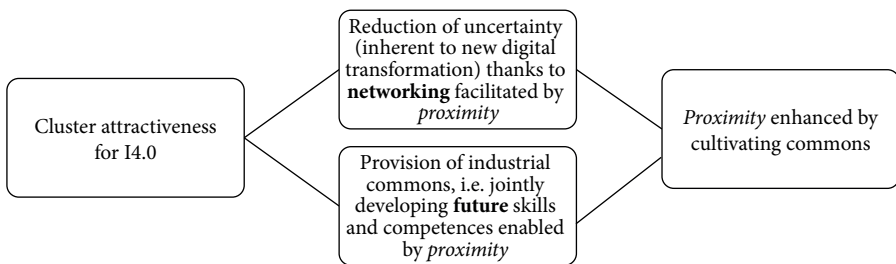 Cluster attractiveness
for I4.0
Reduction of uncertainty
(inherent to new digital
transformation) thanks to
networking facilitated by
proximity
Provision of industrial
commons, i.e. jointly
developing future skills
and competences enabled
by proximity
Proximity enhanced by
cultivating commons